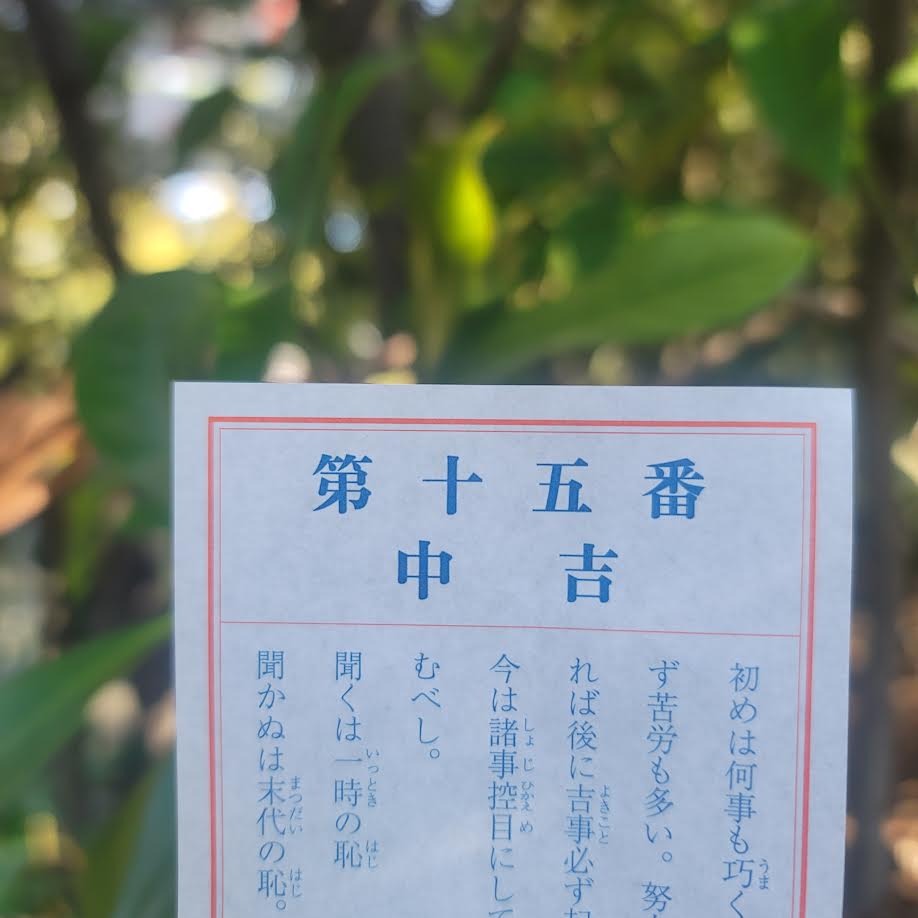 第十五番
中吉
初めは何事も巧く
ず苦労も多い。努
れば後に吉事必ず
今は諸事控目にして
むべし。
聞くは一時の恥
聞かぬは末代の恥。